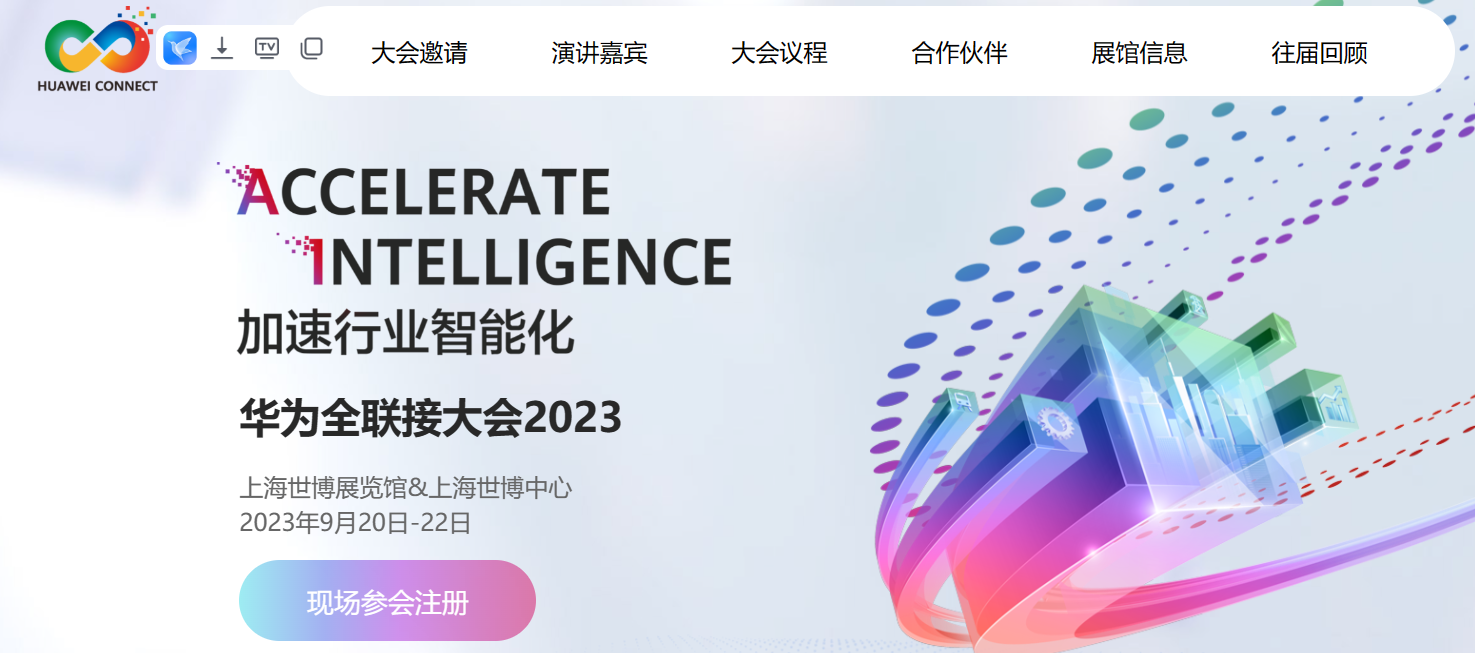 HUAWEI CONNECT
TV
大会邀请
演讲嘉宾
大会议程
合作伙伴
展馆信息
往届回顾
ACCELERATE
INTELLIGENCE
加速行业智能化
华为全联接大会2023
上海世博展览馆&上海世博中心
2023年9月20日-22日
现场参会注册